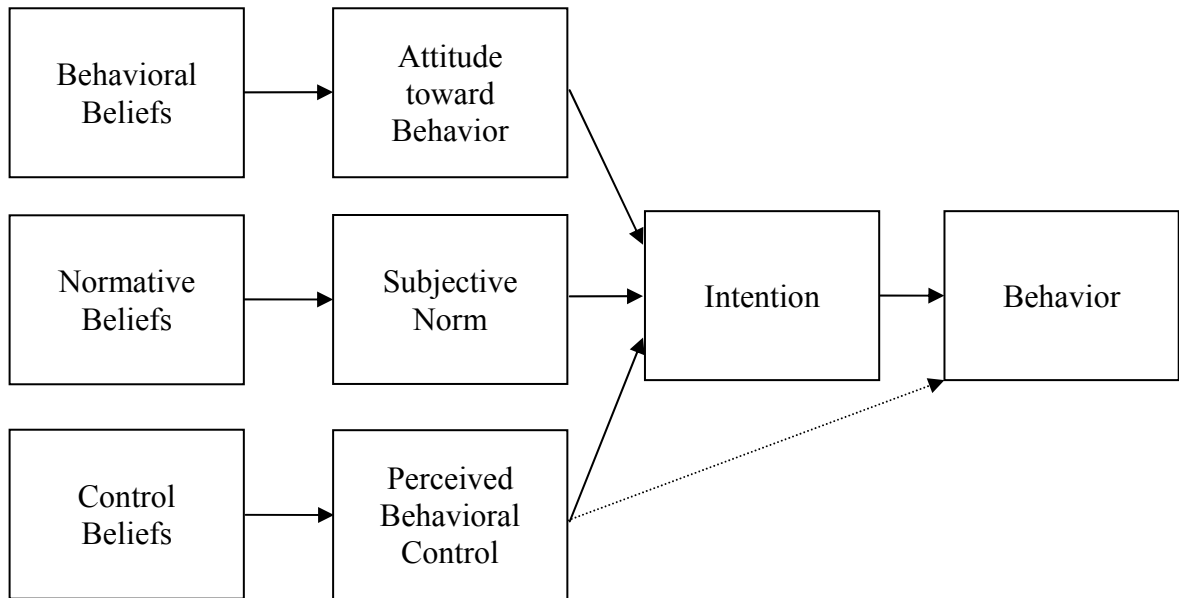 Behavioral
Beliefs
Attitude
toward
Behavior
Normative
Beliefs
Subjective
Norm
Intention
Behavior
Control
Beliefs
Perceived
Behavioral
Control